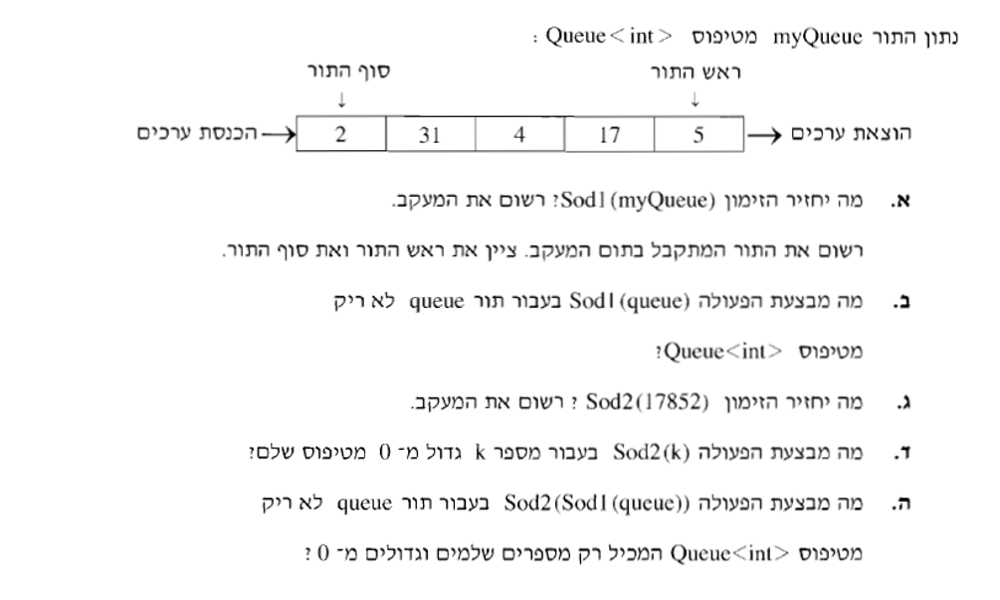 נתון התור myQueue מטיפוס Queue<int> :
ראש התור סוף התור
↓ ↓
הוצאת ערכים → 5 17 4 31 2 → הכנסת ערכים
א. מה יחזיר הזימון Sod1(myQueue)? רשום את המעקב.
רשום את התור המתקבל בתום המעקב. ציין את ראש התור ואת סוף התור.
ב. מה מבצעת הפעולה Sod1(queue) בעבור תור queue לא ריק
מטיפוס Queue<int>?
ג. מה יחזיר הזימון Sod2(17852) ? רשום את המעקב.
ד. מה מבצעת הפעולה Sod2(k) בעבור מספר k גדול מ- 0 מטיפוס שלם?
ה. מה מבצעת הפעולה Sod2(Sod1(queue)) בעבור תור queue לא ריק
מטיפוס Queue<int> המכיל רק מספרים שלמים וגדולים מ- 0 ?